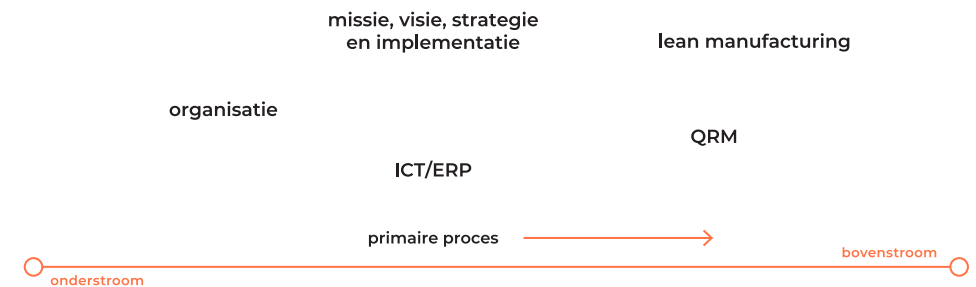 missie, visie, strategie
en implementatie
lean manufacturing
organisatie
QRM
ICT/ERP
primaire proces
bovenstroom
onderstroom